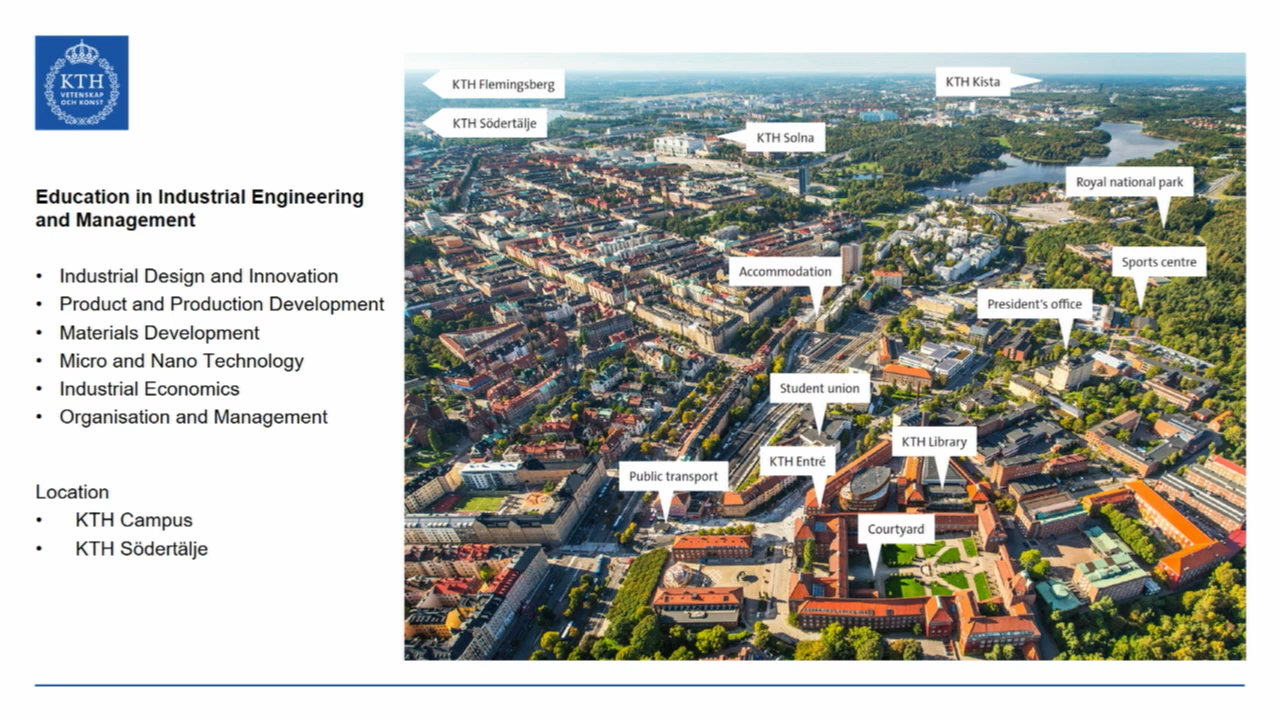 KTH
VETENSKAP
OCH KONST
Education in Industrial Engineering
and Management
• Industrial Design and Innovation
• Product and Production Development
• Materials Development
• Micro and Nano Technology
• Industrial Economics
• Organisation and Management
Location
• KTH Campus
• KTH Södertälje
KTH Flemingsberg
KTH Kista
KTH Södertälje
KTH Solna
Royal national park
Accommodation
Sports centre
President's office
Student union
KTH Library
KTH Entré
Public transport
Courtyard